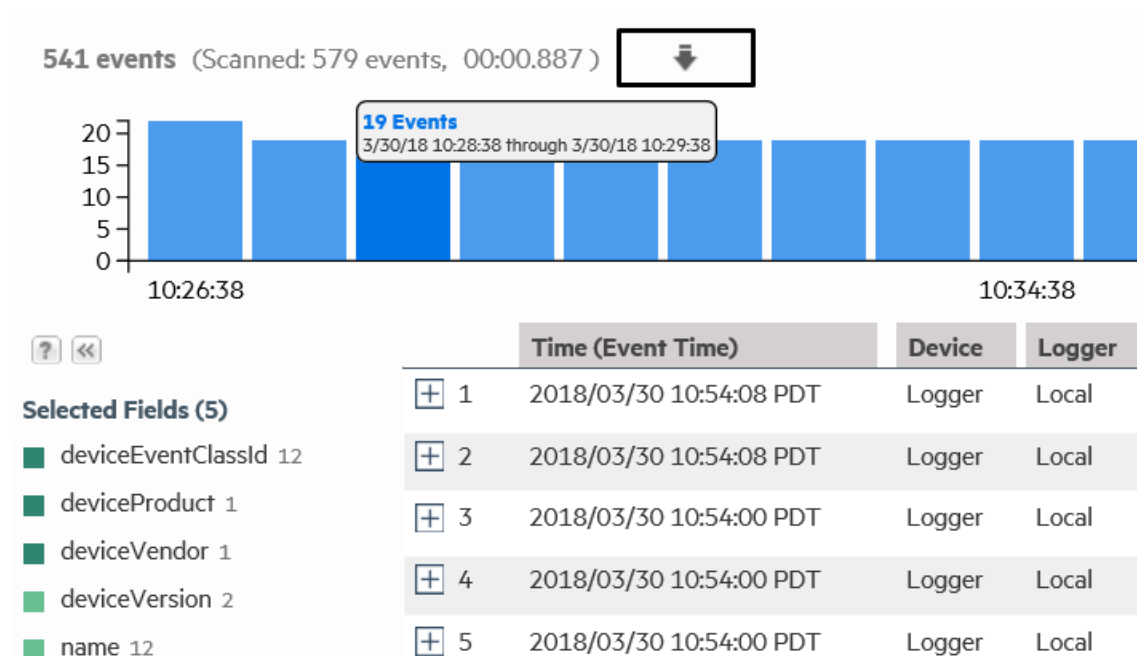 541 events (Scanned: 579 events, 00:00.887 )
19 Events
3/30/18 10:28:38 through 3/30/18 10:29:38
20
15
10
5
0
10:26:38 10:34:38
? «
Time (Event Time) Device Logger
Selected Fields (5)
deviceEventClassId 12
deviceProduct 1
deviceVendor 1
deviceVersion 2
name 12
1 2018/03/30 10:54:08 PDT Logger Local
2 2018/03/30 10:54:08 PDT Logger Local
3 2018/03/30 10:54:00 PDT Logger Local
4 2018/03/30 10:54:00 PDT Logger Local
5 2018/03/30 10:54:00 PDT Logger Local